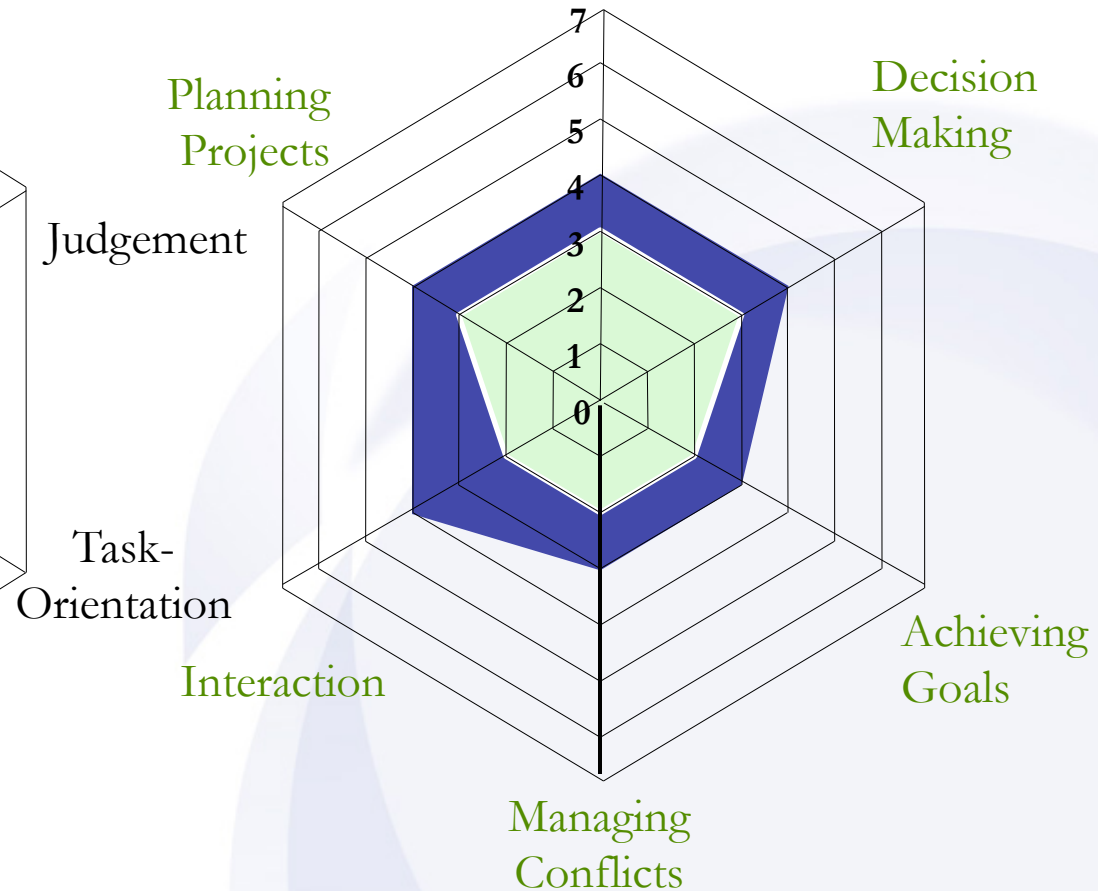 7
6
5
4
3
2
1
0
Planning
Projects
Decision
Making
Judgement
Task-
Orientation
Interaction
Achieving
Goals
Managing
Conflicts